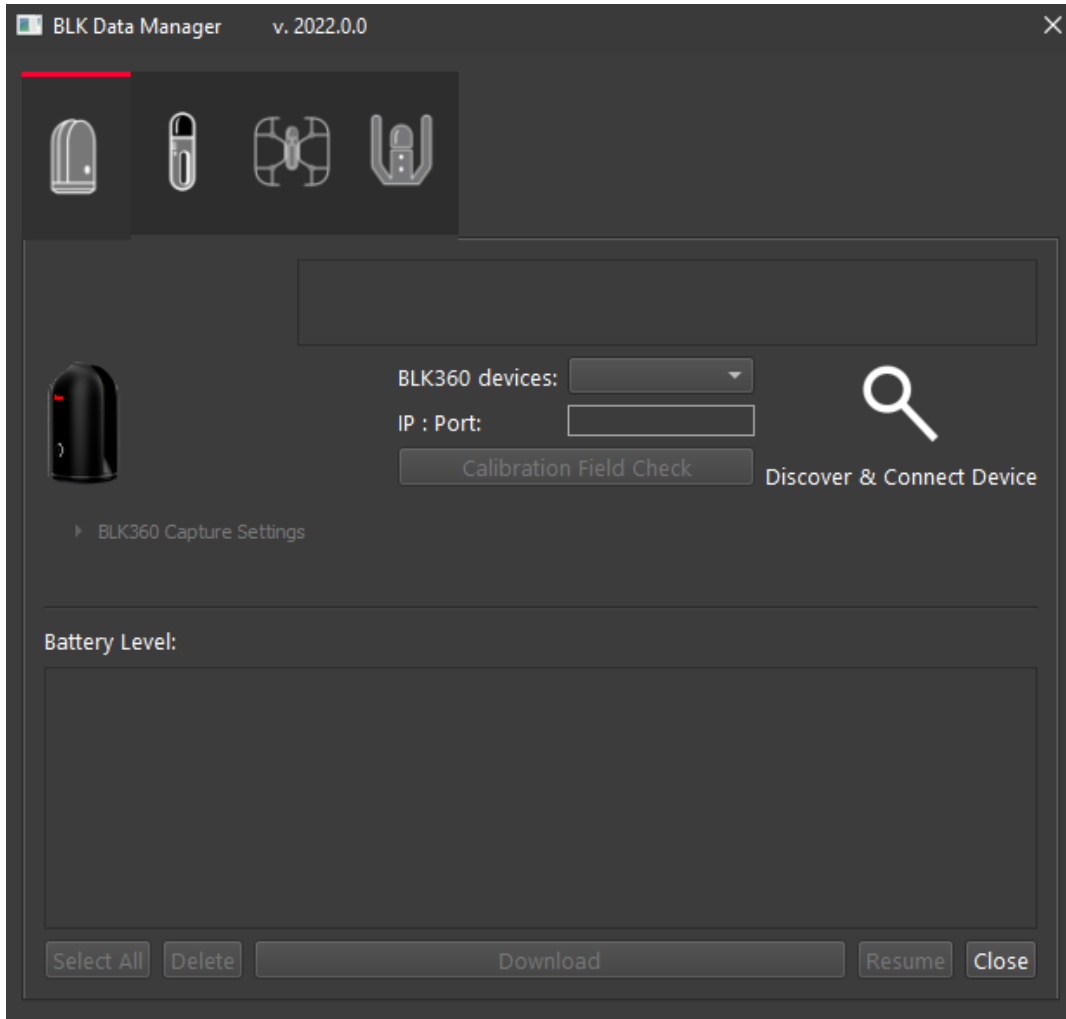 BLK Data Manager v. 2022.0.0
BLK360 devices:
IP : Port:
Calibration Field Check
Discover & Connect Device
BLK360 Capture Settings
Battery Level:
Select All Delete Download Resume Close